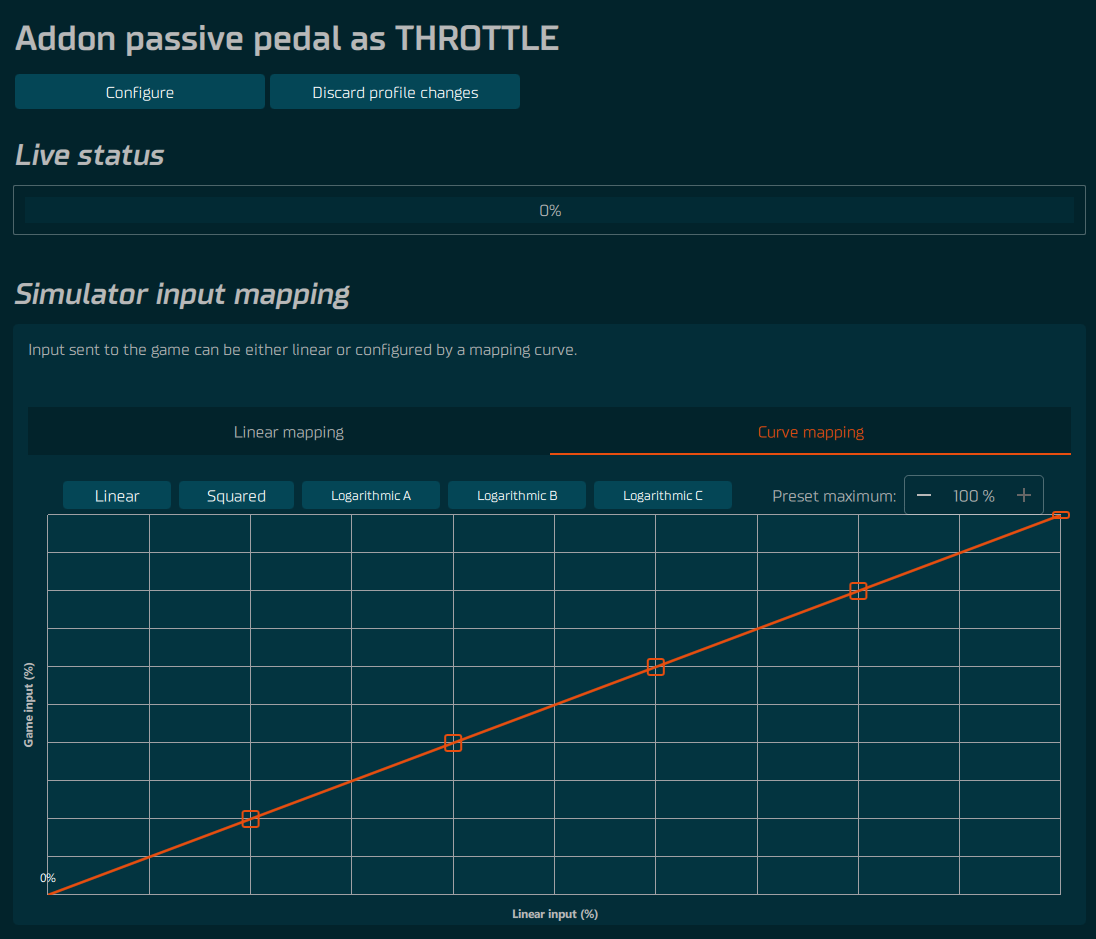 Addon passive pedal as THROTTLE
Configure
Discard profile changes
Live status
0%
Simulator input mapping
Input sent to the game can be either linear or configured by a mapping curve.
Linear mapping
Curve mapping
Linear
Squared
Logarithmic A
Logarithmic B
Logarithmic C
Preset maximum:
— 100 % +
Game input (%)
0%
Linear input (%)